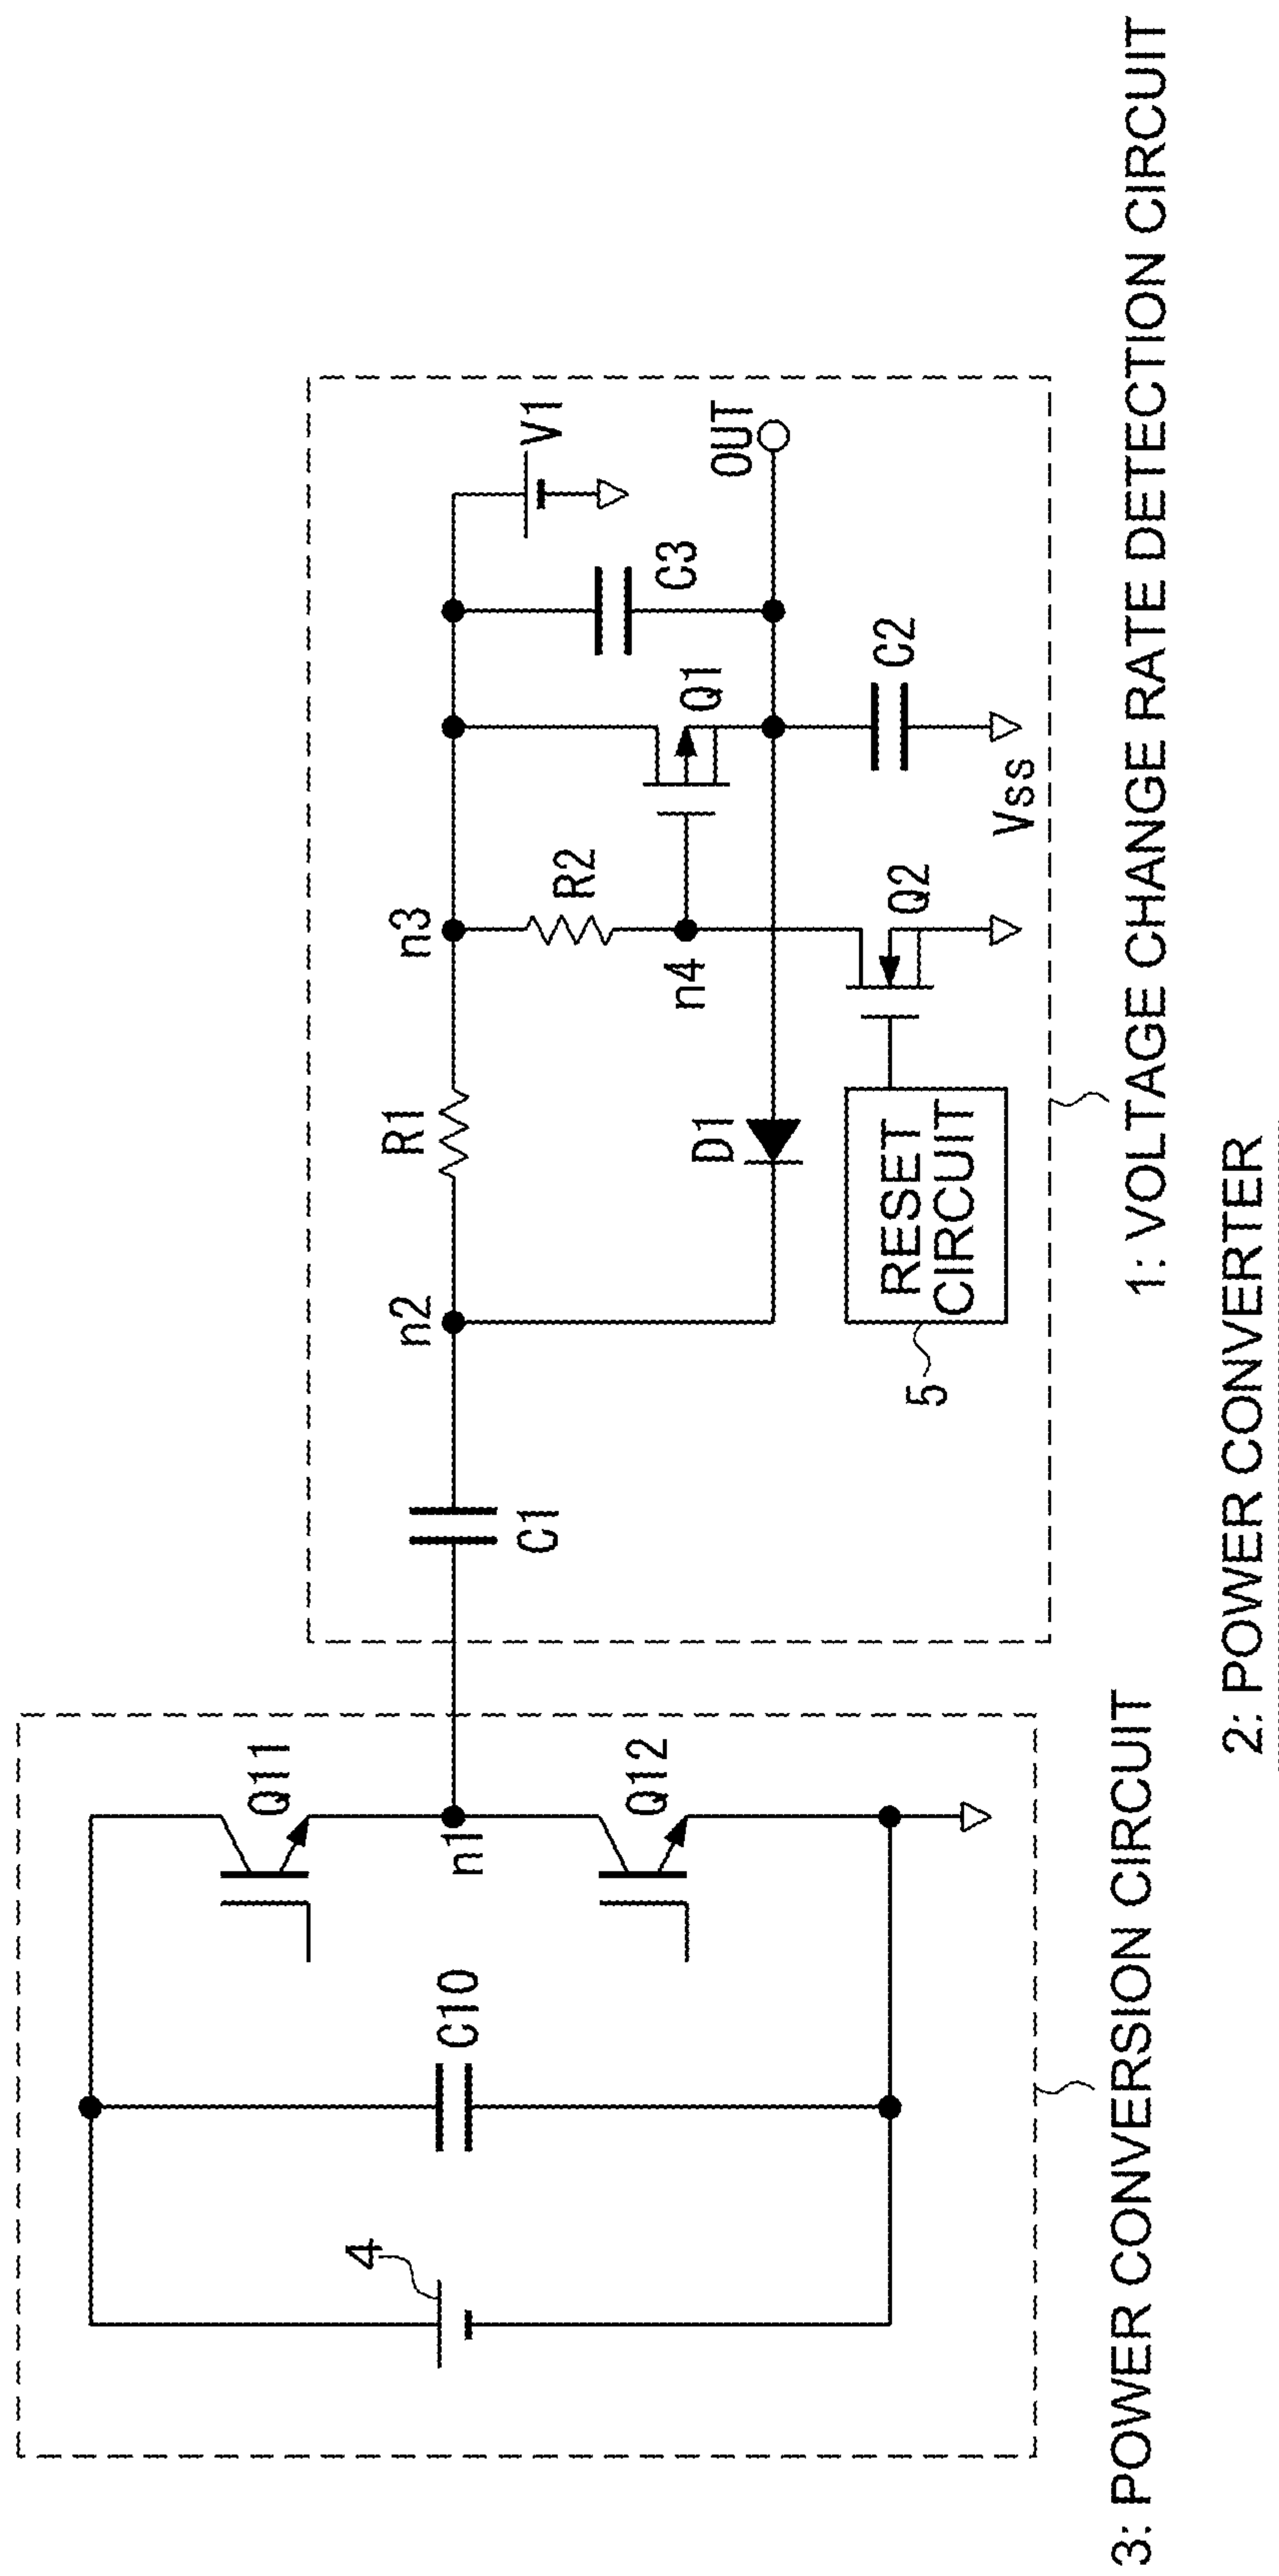 4
C10
Q11
n1
Q12
3: POWER CONVERSION CIRCUIT
C1
n2
R1
n3
R2
n4
D1
Q1
C3
V1
OUT
C2
Vss
Q2
RESET
CIRCUIT
5
1: VOLTAGE CHANGE RATE DETECTION CIRCUIT
2: POWER CONVERTER